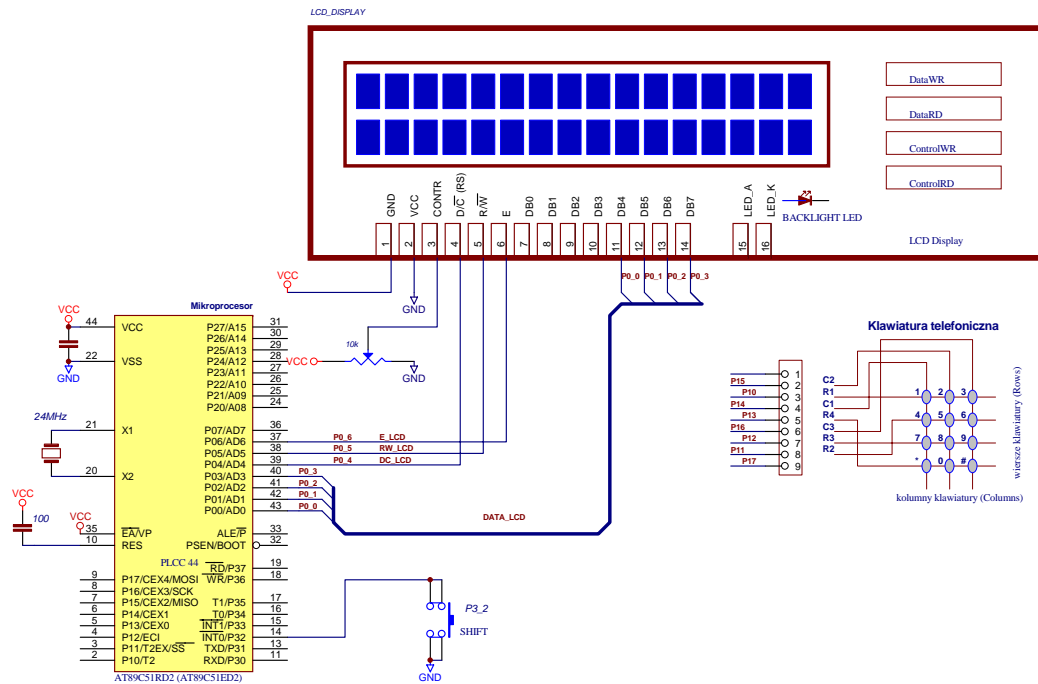 LCD_DISPLAY
DataWR
DataRD
ControlWR
ControlRD
GND
VCC
CONTR
D/C (RS)
R/W
E
DB0
DB1
DB2
DB3
DB4
DB5
DB6
DB7
LED_A
LED_K
BACKLIGHT LED
1
2
3
4
5
6
7
8
9
10
11
12
13
14
15
16
LCD Display
P0_0
P0_1
P0_2
P0_3
VCC
GND
Mikroprocesor
VCC
44
VCC
22
VSS
GND
24MHz
21
X1
20
X2
VCC
100
VCC
35
EA/VP
10
RES
PLCC 44
9
P17/CEX4/MOSI
8
P16/CEX3/SCK
7
P15/CEX2/MISO
6
P14/CEX1
5
P13/CEX0
4
P12/ECI
3
P11/T2EX/SS
2
P10/T2
P27/A15
31
P26/A14
30
P25/A13
29
P24/A12
28
P23/A11
27
P22/A10
26
P21/A09
25
P20/A08
24
P07/AD7
36
P06/AD6
37
P05/AD5
38
P04/AD4
39
P03/AD3
40
P02/AD2
41
P01/AD1
42
P00/AD0
43
ALE/P
33
PSEN/BOOT
32
RD/P37
19
WR/P36
18
T1/P35
17
T0/P34
16
INT1/P33
15
INT0/P32
14
TXD/P31
13
RXD/P30
11
AT89C51RD2 (AT89C51ED2)
VCC
10k
GND
P0_6
E_LCD
P0_5
RW_LCD
P0_4
DC_LCD
P0_3
P0_2
P0_1
P0_0
DATA_LCD
P3_2
SHIFT
GND
Klawiatura telefoniczna
P15
P10
P14
P13
P16
P12
P11
P17
1
2
3
4
5
6
7
8
9
C2
R1
C1
R4
C3
R3
R2
1
2
3
4
5
6
7
8
9
*
0
#
wiersze klawiatury (Rows)
kolumny klawiatury (Columns)